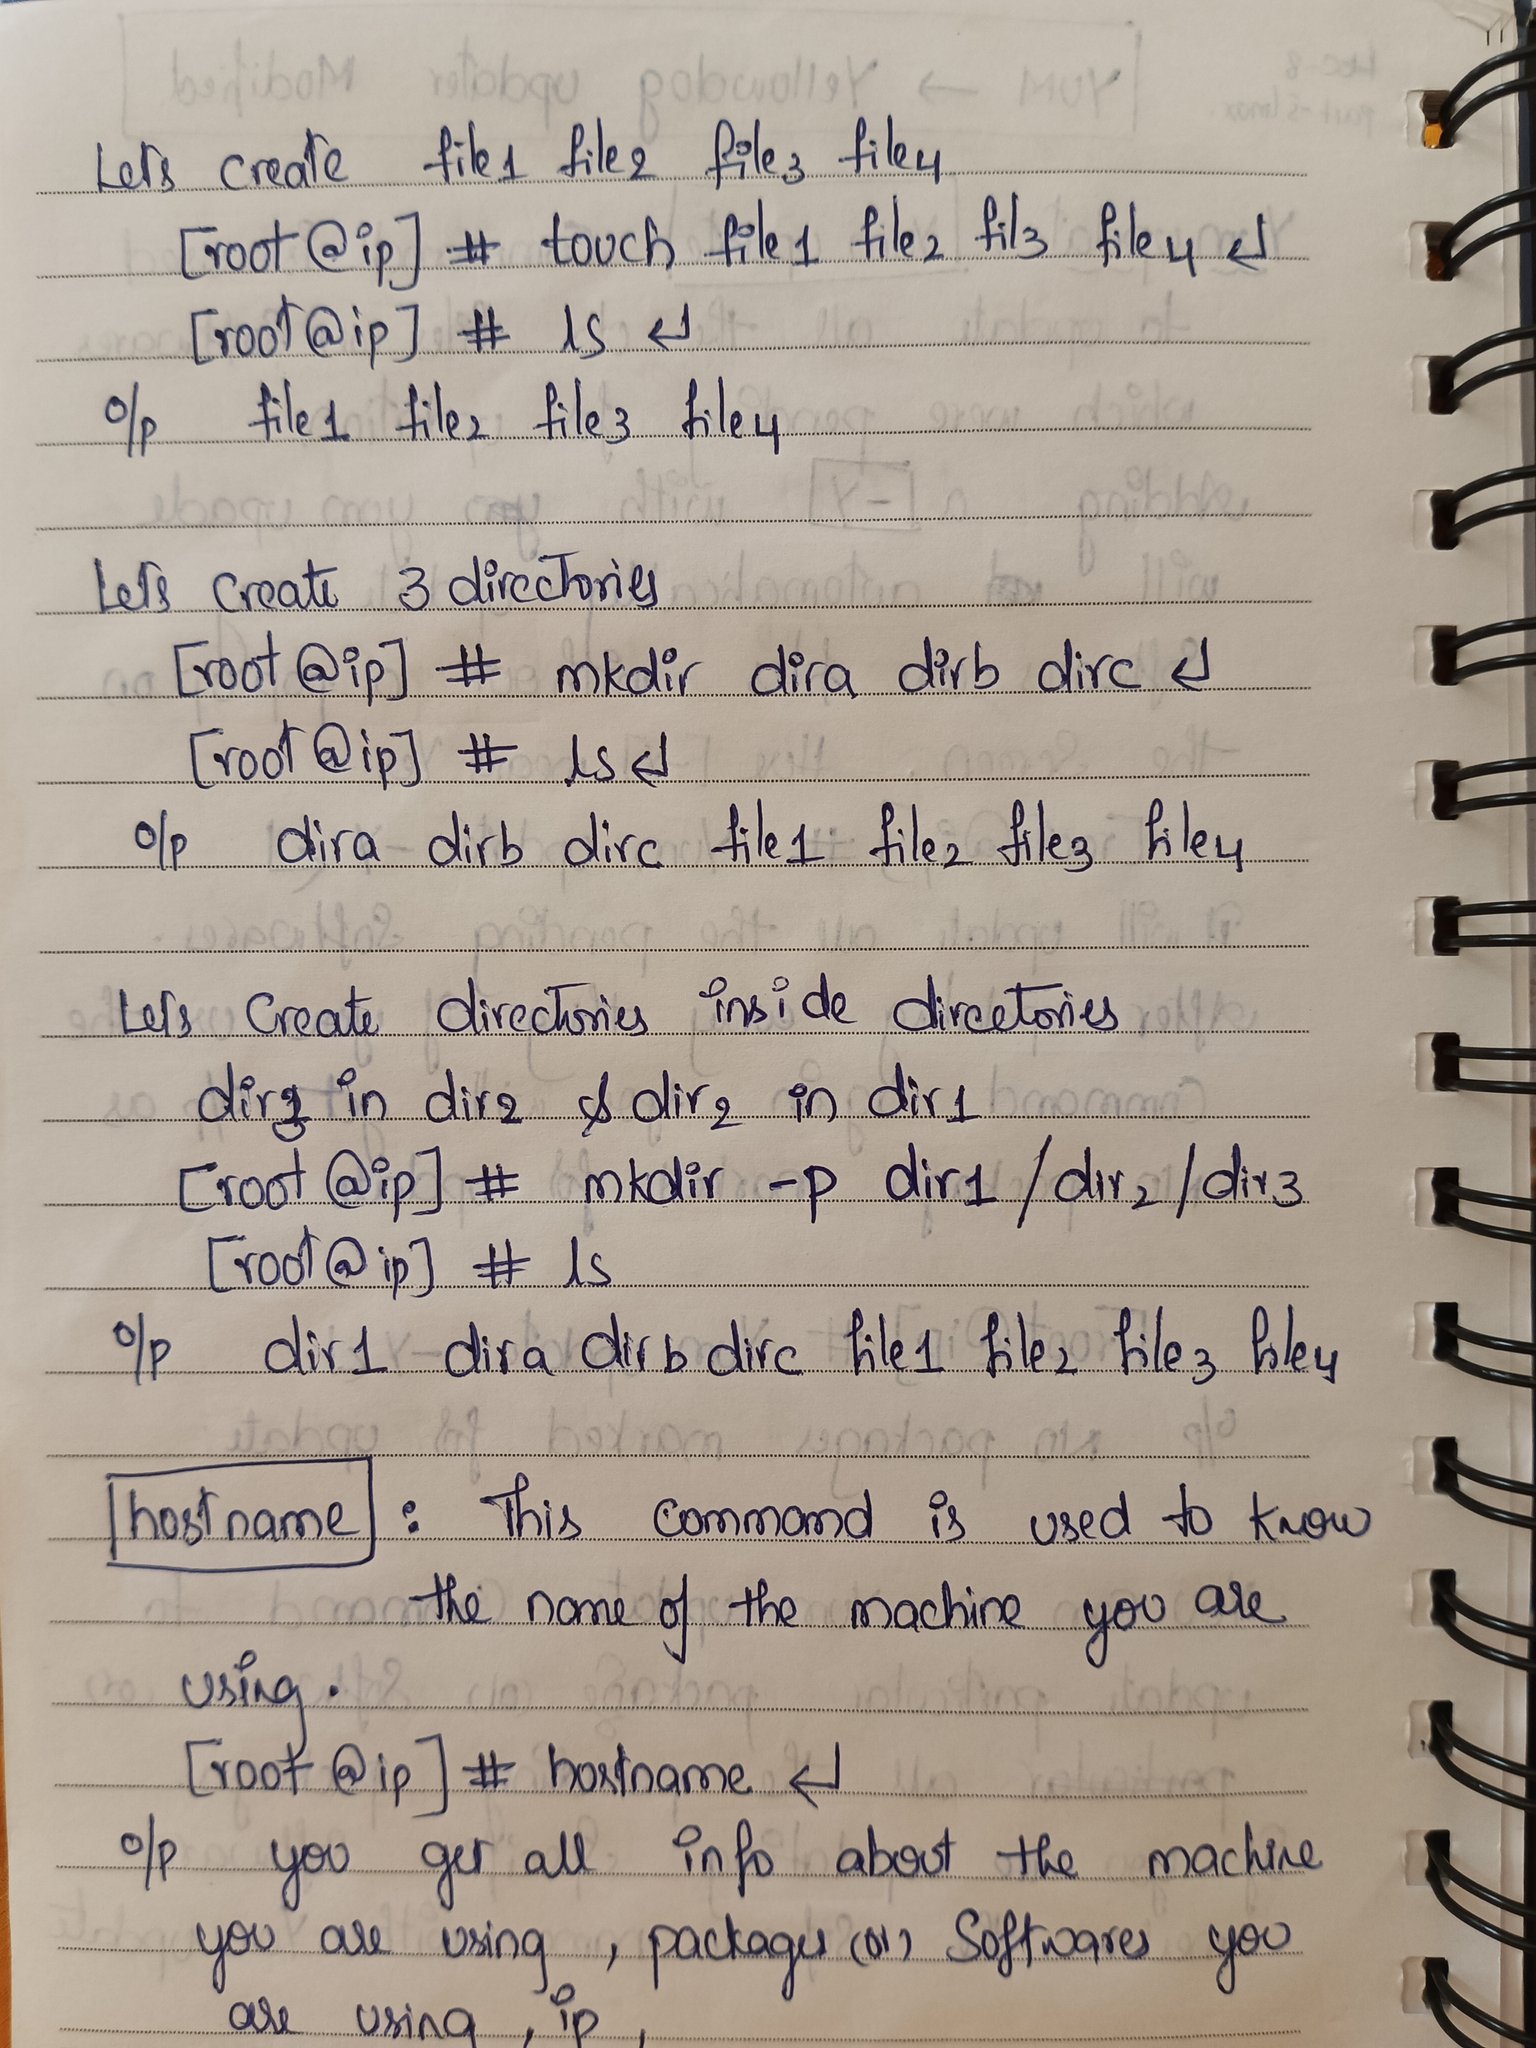 Let's create file1 file2 file3 file4
[root@ip] # touch file1 file2 fil3 file4 ↵
[root@ip] # ls ↵
o/p file1 file2 file3 file4
Let's create 3 directories
[root@ip] # mkdir dira dirb dirc ↵
[root@ip] # ls ↵
o/p dira dirb dirc file1 file2 file3 file4
Let's Create directories inside directories
dir3 in dir2 & dir2 in dir1
[root@ip] # mkdir -p dir1/dir2/dir3
[root@ip] # ls
o/p dir1 dira dirb dirc file1 file2 file3 file4
hostname : This command is used to know
the name of the machine you are
using.
[root@ip] # hostname ↵
o/p you get all info about the machine
you are using, packages (or) Softwares you
are using, ip,